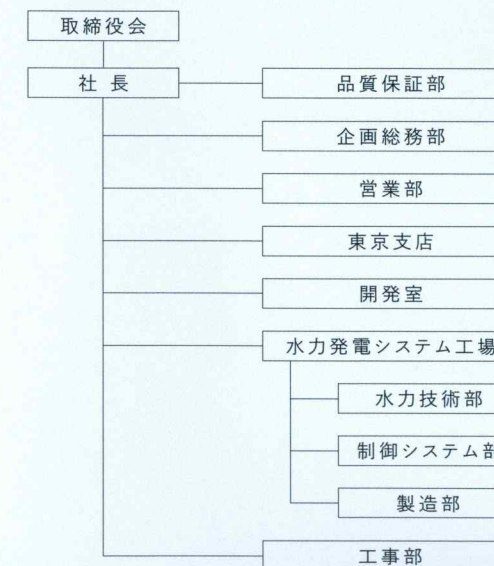 取締役会
社長
品質保証部
企画総務部
営業部
東京支店
開発室
水力発電システム工場
水力技術部
制御システム部
製造部
工事部